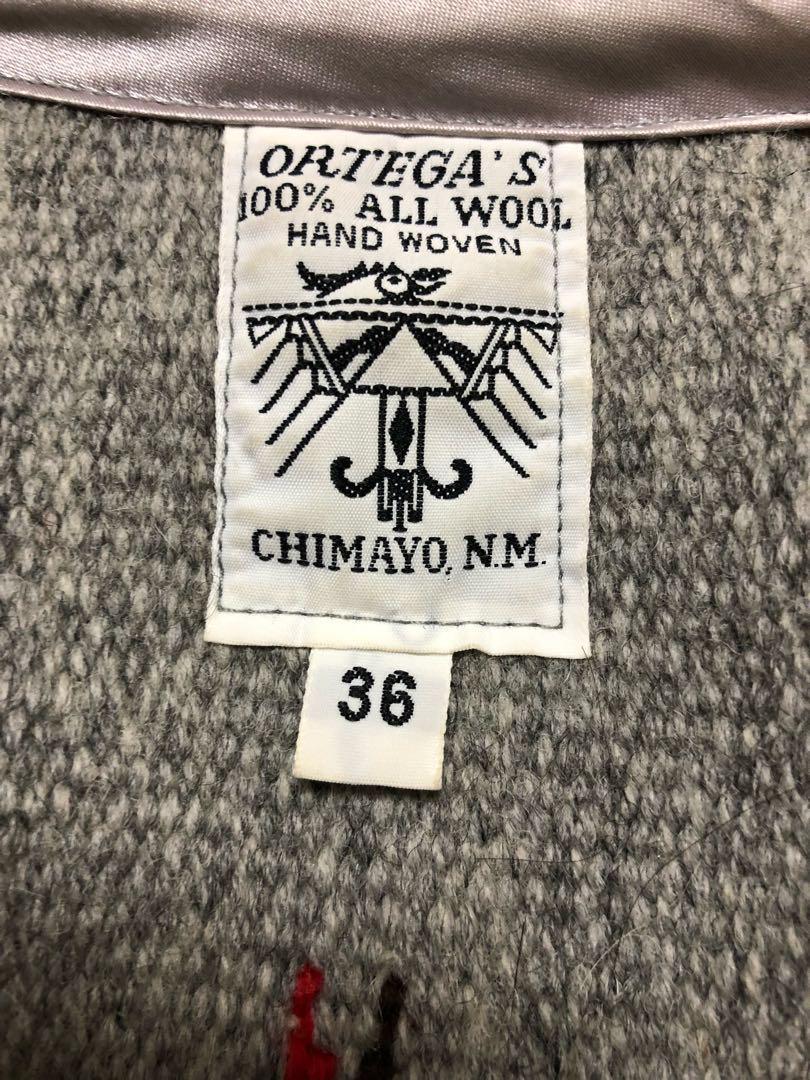 ORTEGA'S
100% ALL WOOL
HAND WOVEN
CHIMAYO, N.M.
36